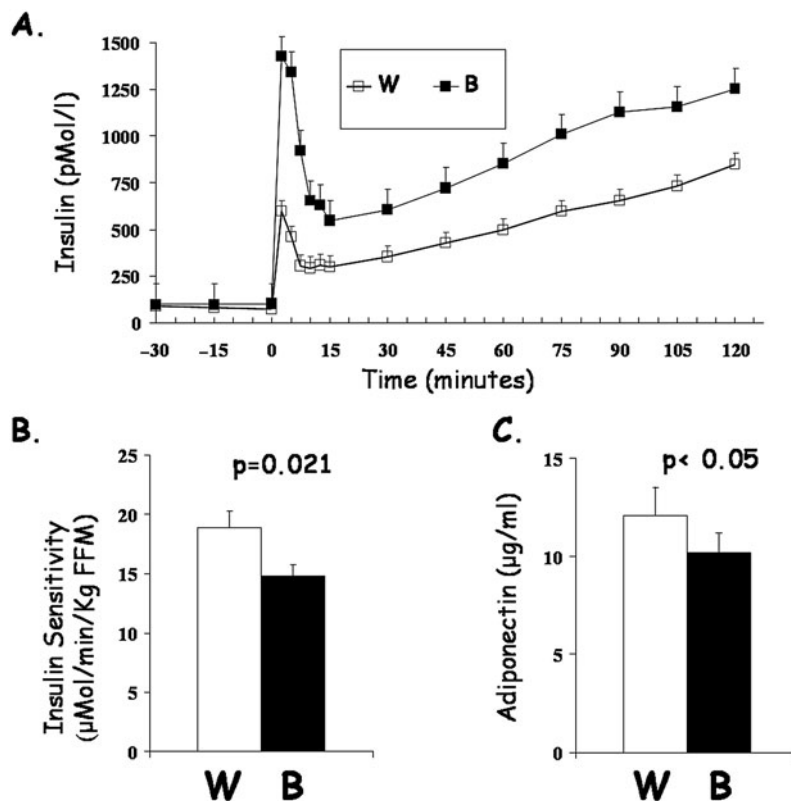 A.
Insulin (pMol/l)
1500
1250
1000
750
500
250
0
W B
–30 –15 0 15 30 45 60 75 90 105 120
Time (minutes)
B.
Insulin Sensitivity
(µMol/min/Kg FFM)
25
20
15
10
5
0
p=0.021
W B
C.
Adiponectin (µg/ml)
15
10
5
0
p< 0.05
W B